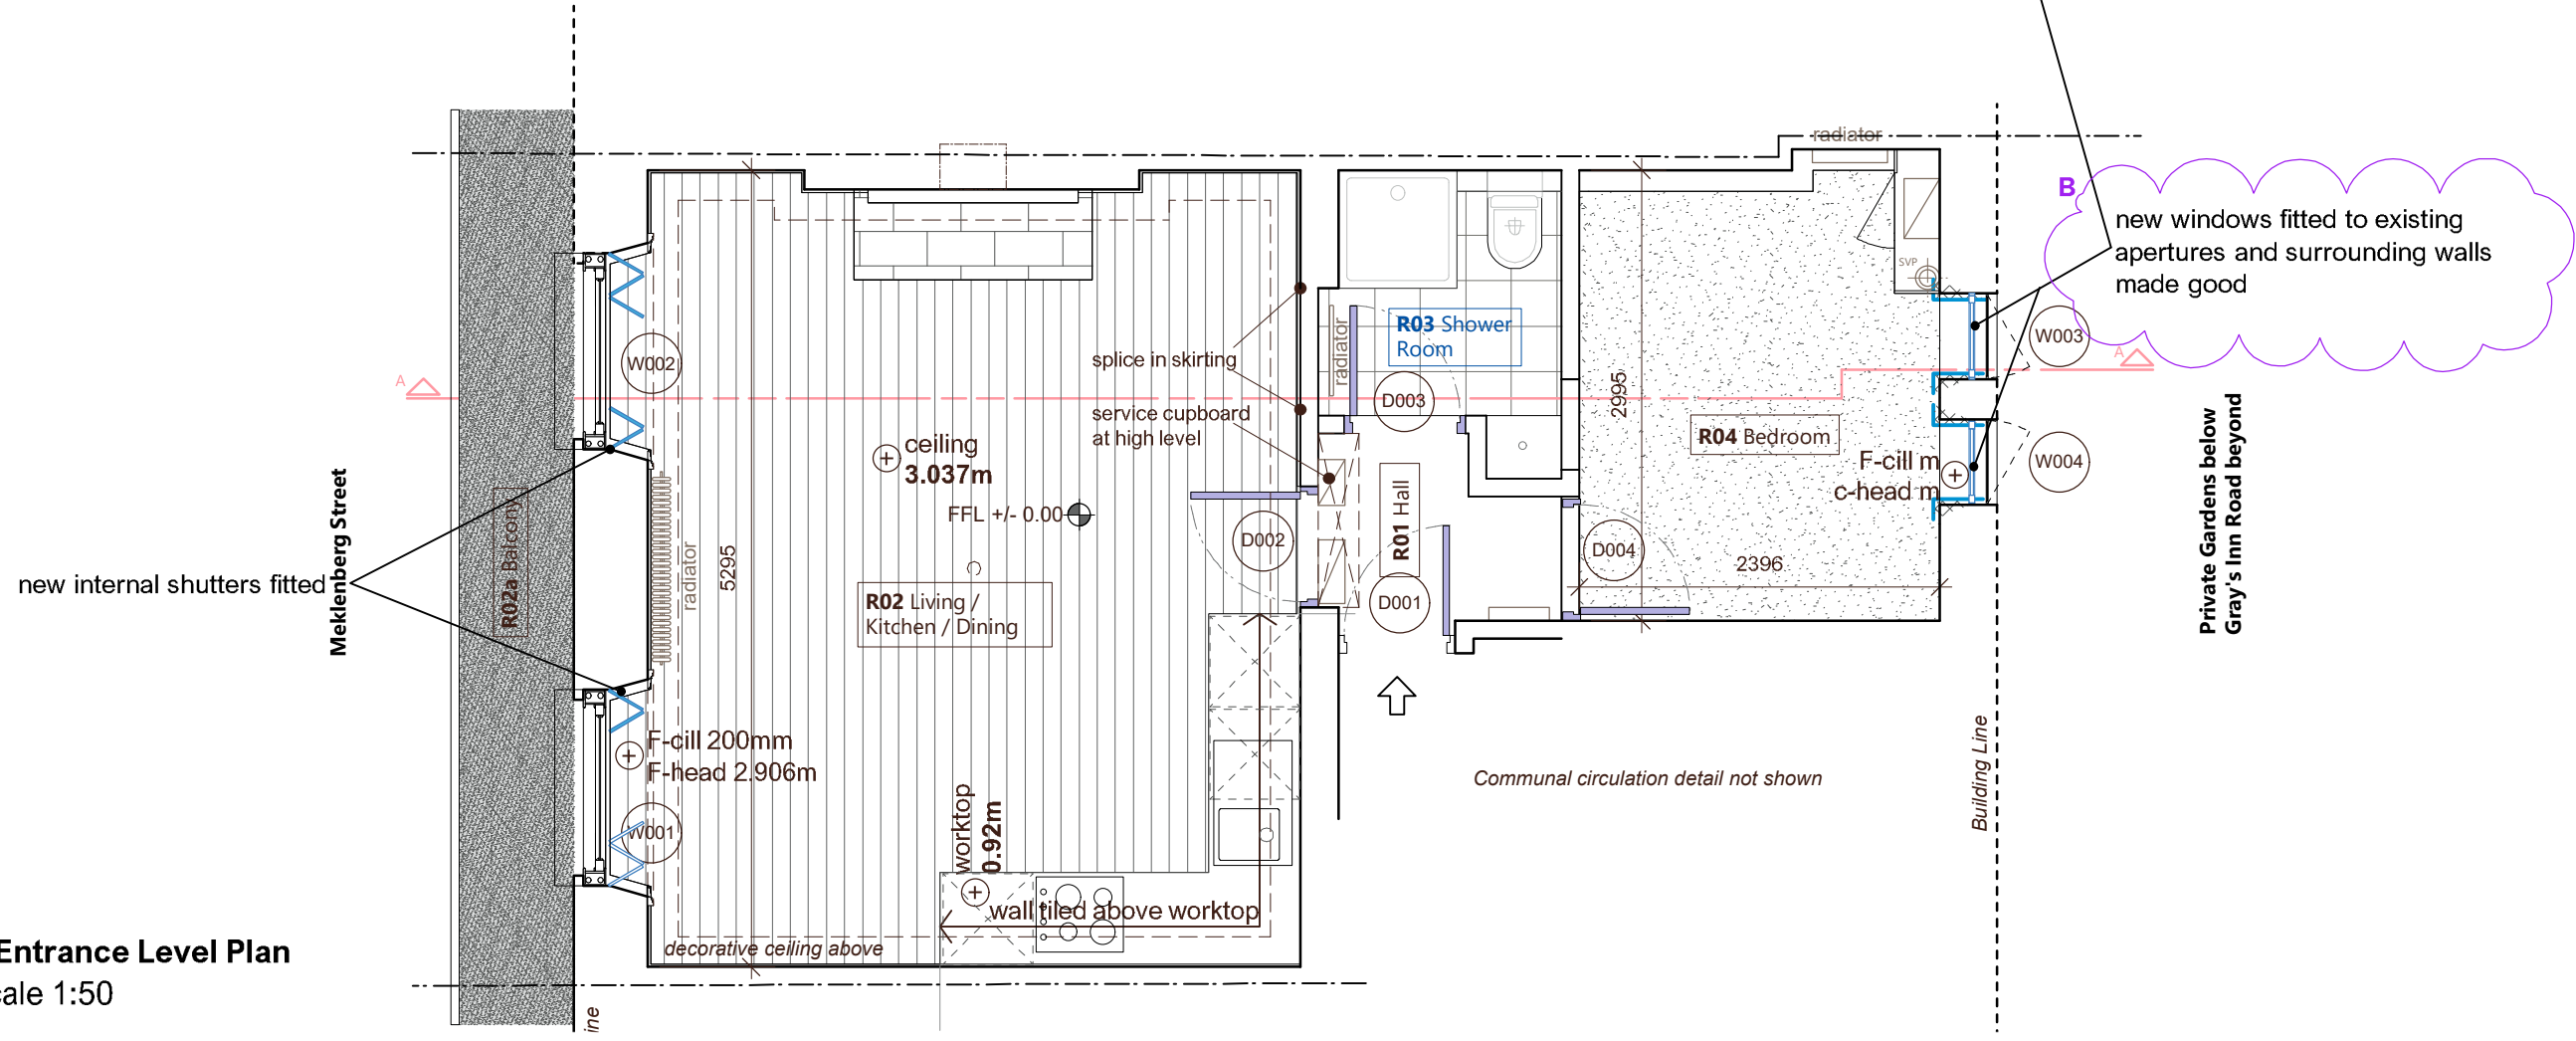 radiator
B
new windows fitted to existing
apertures and surrounding walls
made good
SVP
W003
A
W002
A
R03 Shower
Room
radiator
splice in skirting
D003
2995
service cupboard
at high level
R04 Bedroom
ceiling
3.037m
F-cill m
c-head m
W004
Private Gardens below
Gray's Inn Road beyond
FFL +/- 0.00
R01 Hall
D002
D004
2396
Meklenberg Street
R02a Balcony
new internal shutters fitted
radiator
5295
R02 Living /
Kitchen / Dining
D001
F-cill 200mm
F-head 2.906m
W001
worktop
0.92m
Communal circulation detail not shown
Building Line
wall tiled above worktop
decorative ceiling above
Entrance Level Plan
cale 1:50
ine